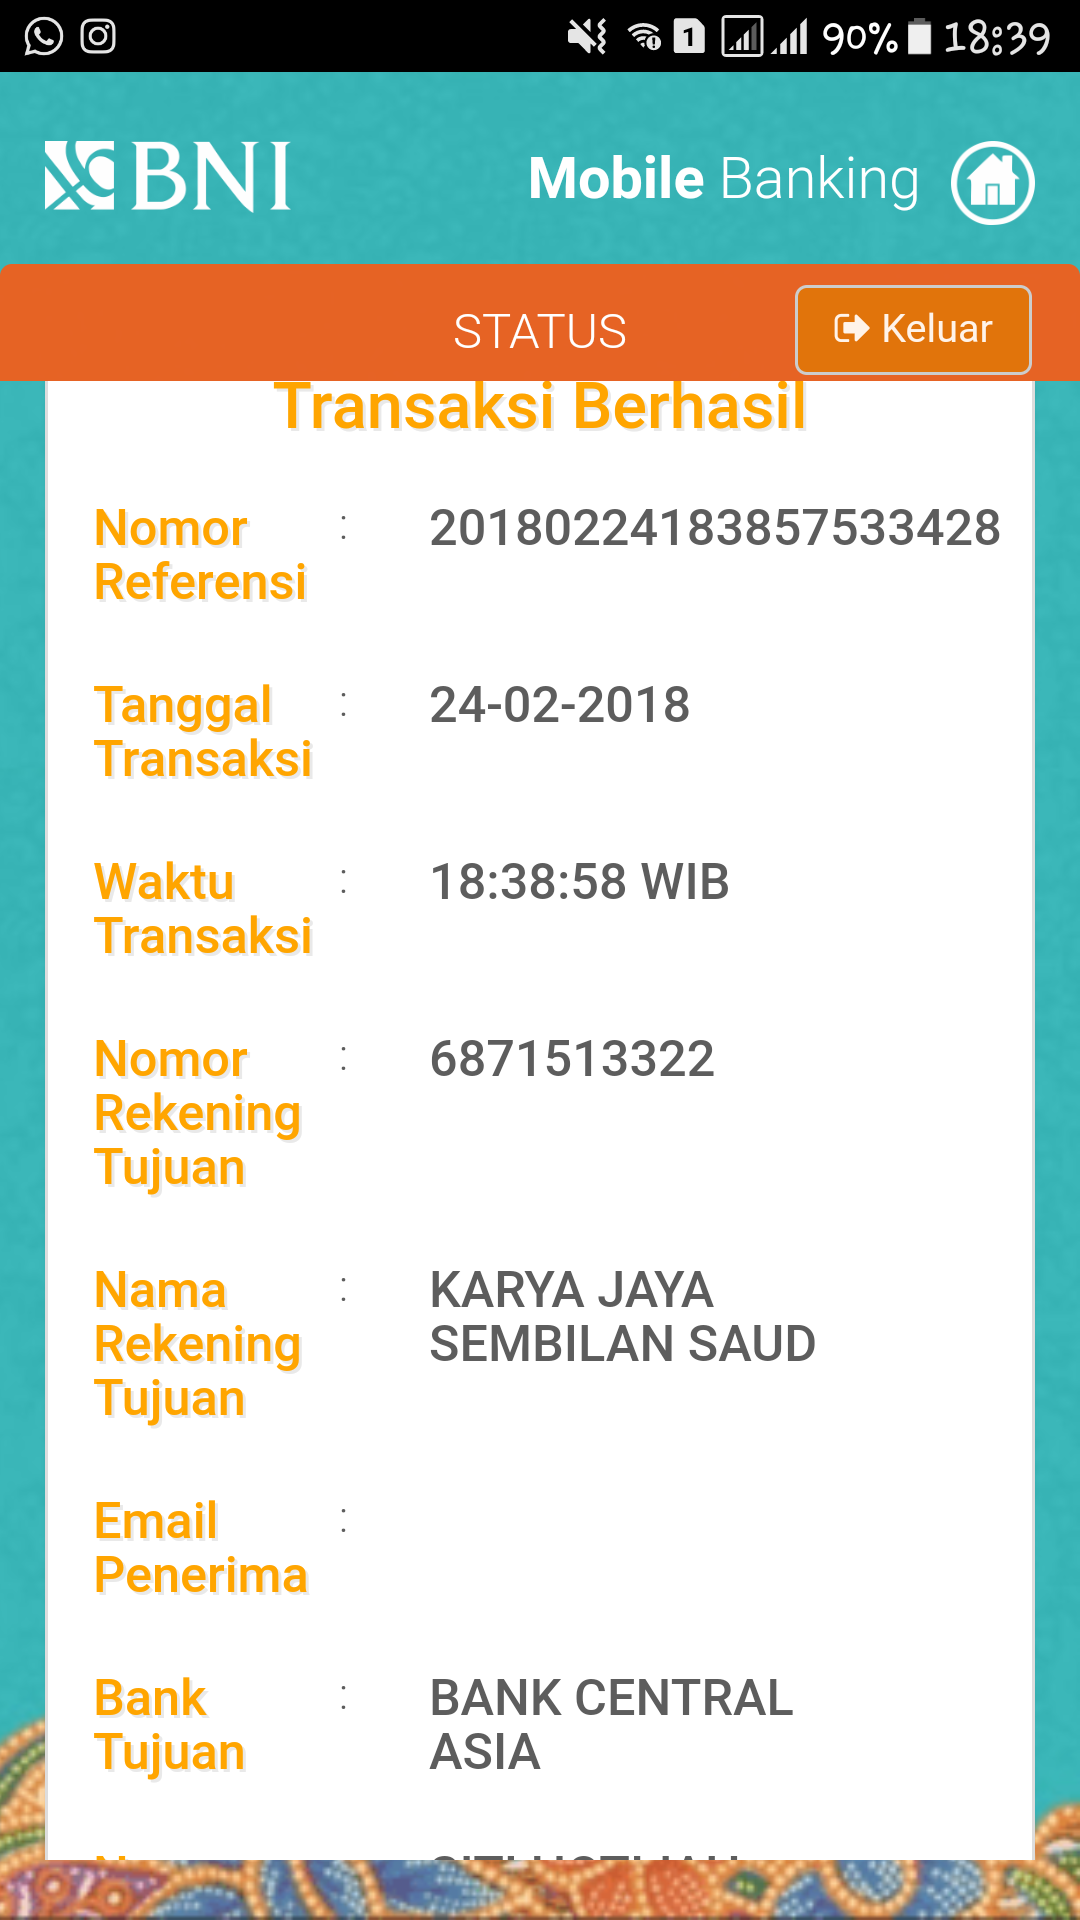 90% 18:39
BNI Mobile Banking
STATUS Keluar
Transaksi Berhasil
Nomor : 20180224183857533428
Referensi
Tanggal : 24-02-2018
Transaksi
Waktu : 18:38:58 WIB
Transaksi
Nomor : 6871513322
Rekening
Tujuan
Nama : KARYA JAYA
Rekening SEMBILAN SAUD
Tujuan
Email :
Penerima
Bank : BANK CENTRAL
Tujuan ASIA